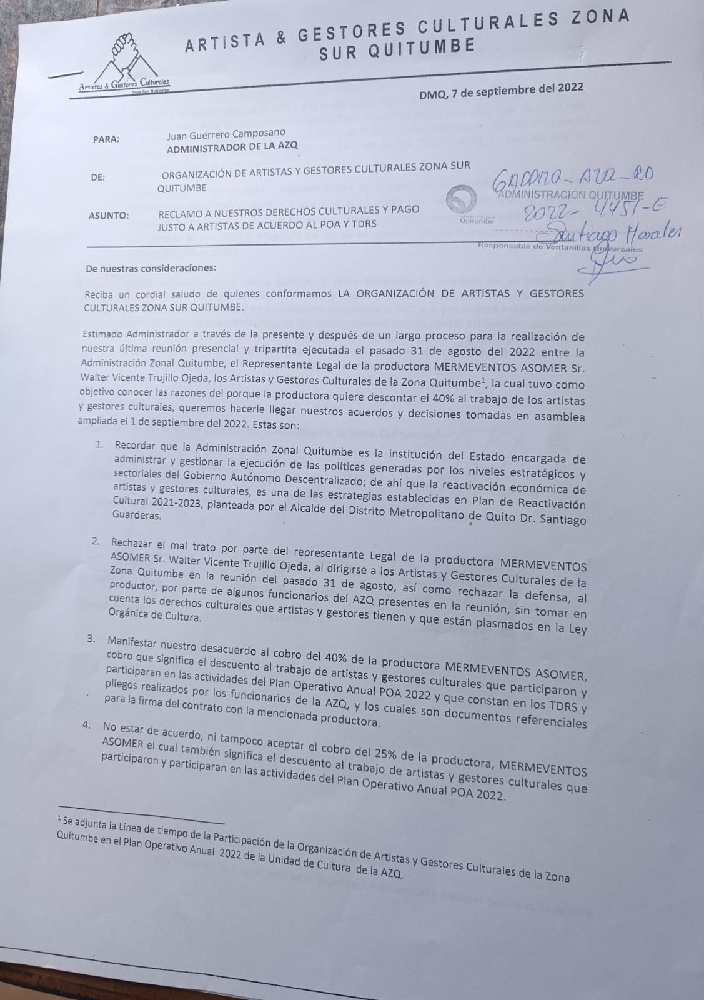 ARTISTA & GESTORES CULTURALES ZONA
SUR QUITUMBE
Artistas & Gestores Culturales
Zona Sur Quitumbe
DMQ, 7 de septiembre del 2022
PARA: Juan Guerrero Camposano
ADMINISTRADOR DE LA AZQ
DE: ORGANIZACIÓN DE ARTISTAS Y GESTORES CULTURALES ZONA SUR
QUITUMBE
ASUNTO: RECLAMO A NUESTROS DERECHOS CULTURALES Y PAGO
JUSTO A ARTISTAS DE ACUERDO AL POA Y TDRS
GADDMQ-AZQ-RD
ADMINISTRACIÓN QUITUMBE
2022-4451-E
Quitumbe
Santiago Morales
Responsable de Ventanillas Universales
De nuestras consideraciones:
Reciba un cordial saludo de quienes conformamos LA ORGANIZACIÓN DE ARTISTAS Y GESTORES
CULTURALES ZONA SUR QUITUMBE.
Estimado Administrador a través de la presente y después de un largo proceso para la realización de
nuestra última reunión presencial y tripartita ejecutada el pasado 31 de agosto del 2022 entre la
Administración Zonal Quitumbe, el Representante Legal de la productora MERMEVENTOS ASOMER Sr.
Walter Vicente Trujillo Ojeda, los Artistas y Gestores Culturales de la Zona Quitumbe¹, la cual tuvo como
objetivo conocer las razones del porque la productora quiere descontar el 40% al trabajo de los artistas
y gestores culturales, queremos hacerle llegar nuestros acuerdos y decisiones tomadas en asamblea
ampliada el 1 de septiembre del 2022. Estas son:
1. Recordar que la Administración Zonal Quitumbe es la institución del Estado encargada de
administrar y gestionar la ejecución de las políticas generadas por los niveles estratégicos y
sectoriales del Gobierno Autónomo Descentralizado; de ahí que la reactivación económica de
artistas y gestores culturales, es una de las estrategias establecidas en Plan de Reactivación
Cultural 2021-2023, planteada por el Alcalde del Distrito Metropolitano de Quito Dr. Santiago
Guarderas.
2. Rechazar el mal trato por parte del representante Legal de la productora MERMEVENTOS
ASOMER Sr. Walter Vicente Trujillo Ojeda, al dirigirse a los Artistas y Gestores Culturales de la
Zona Quitumbe en la reunión del pasado 31 de agosto, así como rechazar la defensa, al
productor, por parte de algunos funcionarios del AZQ presentes en la reunión, sin tomar en
cuenta los derechos culturales que artistas y gestores tienen y que están plasmados en la Ley
Orgánica de Cultura.
3. Manifestar nuestro desacuerdo al cobro del 40% de la productora MERMEVENTOS ASOMER,
cobro que significa el descuento al trabajo de artistas y gestores culturales que participaron y
participaran en las actividades del Plan Operativo Anual POA 2022 y que constan en los TDRS y
pliegos realizados por los funcionarios de la AZQ, y los cuales son documentos referenciales
para la firma del contrato con la mencionada productora.
4. No estar de acuerdo, ni tampoco aceptar el cobro del 25% de la productora, MERMEVENTOS
ASOMER el cual también significa el descuento al trabajo de artistas y gestores culturales que
participaron y participaran en las actividades del Plan Operativo Anual POA 2022.
¹ Se adjunta la Línea de tiempo de la Participación de la Organización de Artistas y Gestores Culturales de la Zona
Quitumbe en el Plan Operativo Anual 2022 de la Unidad de Cultura de la AZQ.